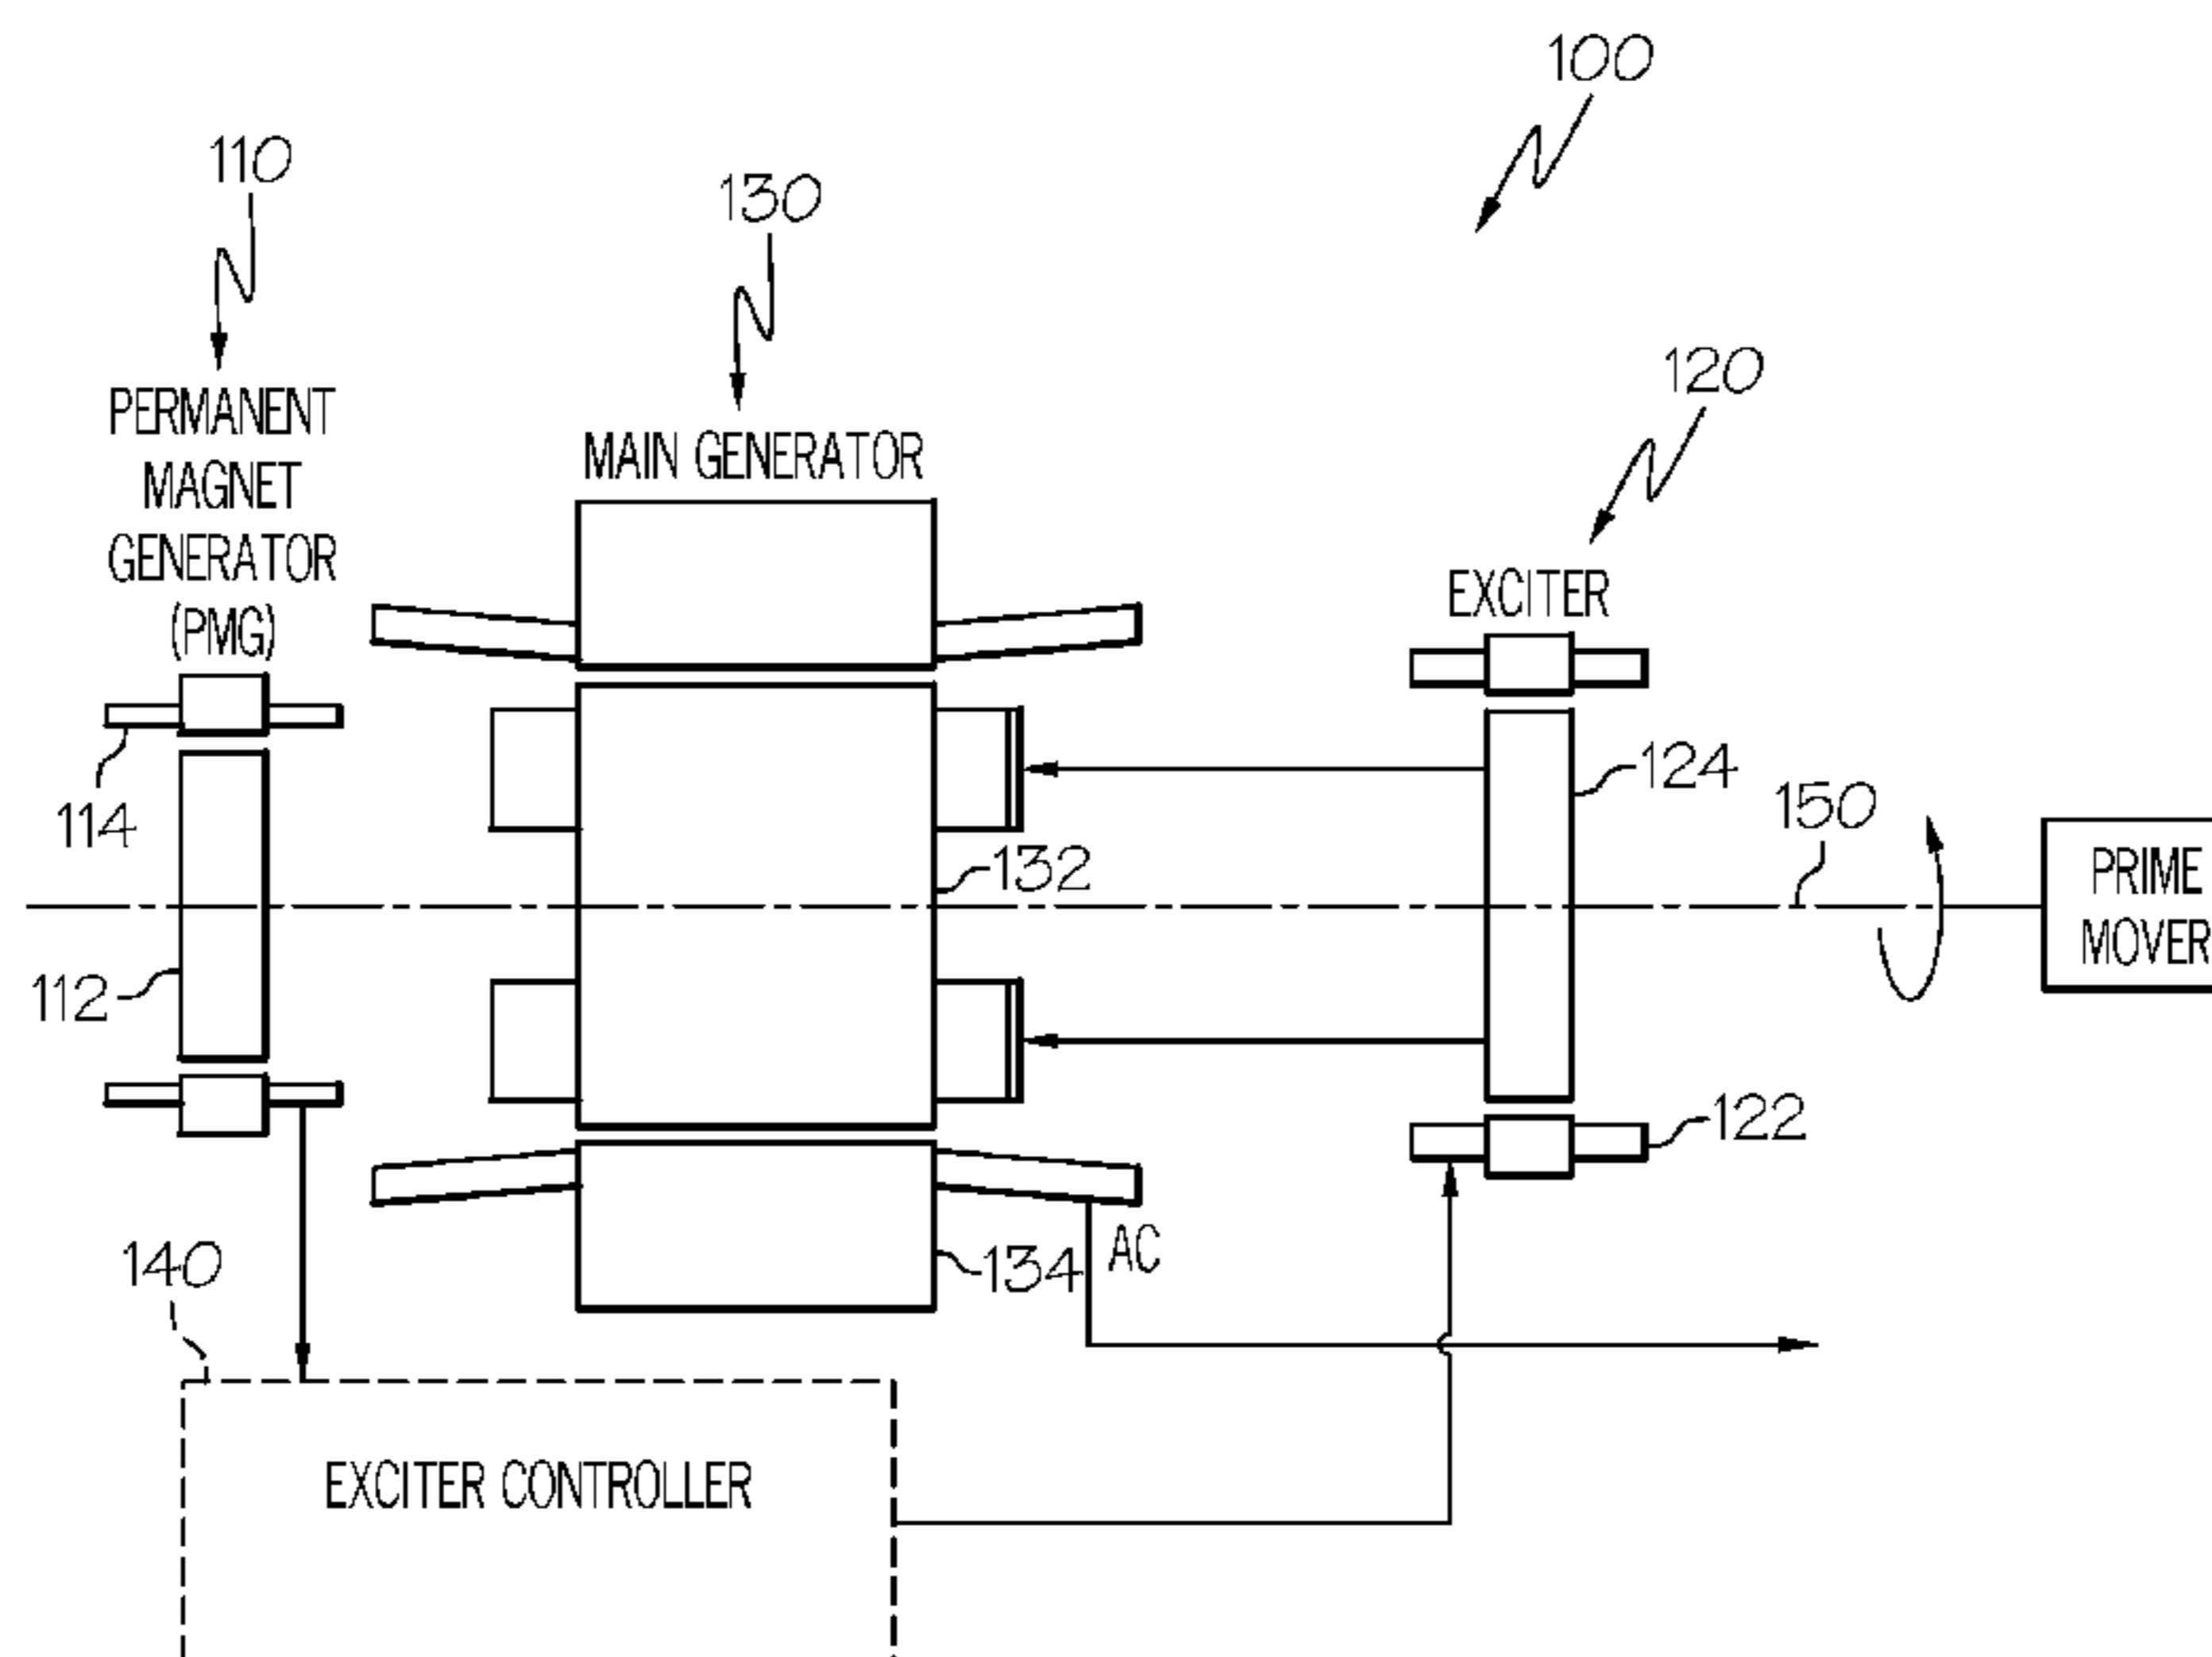 100
110
130
120
PERMANENT
MAGNET
GENERATOR
(PMG)
MAIN GENERATOR
EXCITER
114
124
150
132
PRIME
MOVER
112
122
134
AC
140
EXCITER CONTROLLER